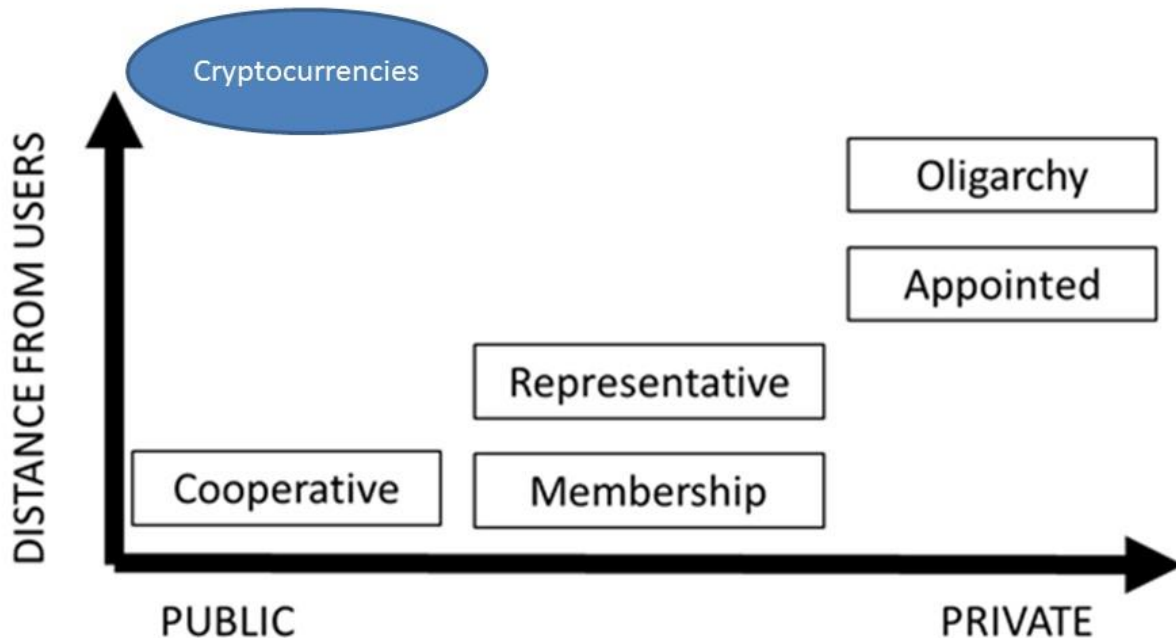 Cryptocurrencies
DISTANCE FROM USERS
Oligarchy
Appointed
Representative
Cooperative
Membership
PUBLIC
PRIVATE